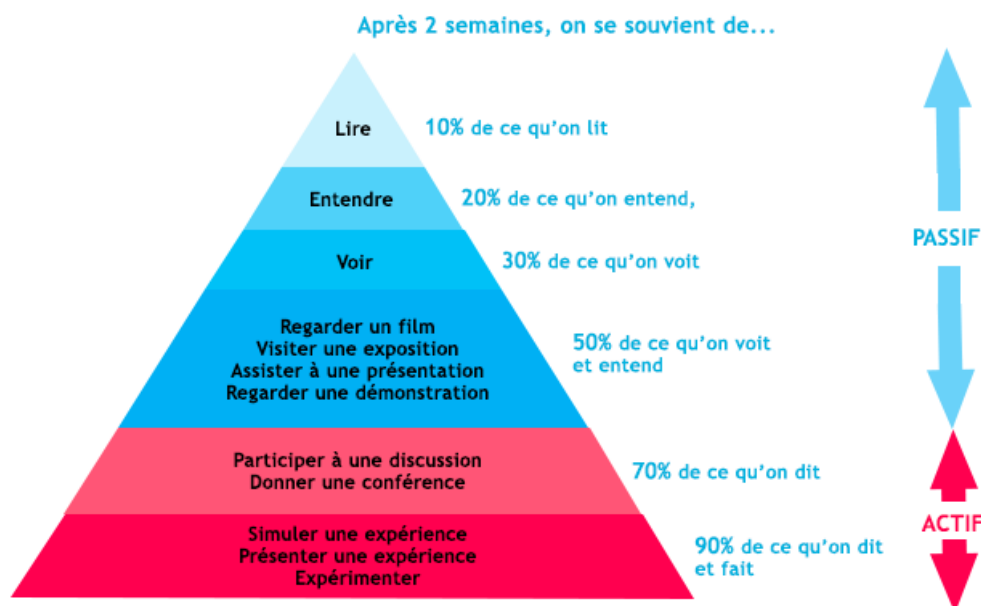 Après 2 semaines, on se souvient de...
Lire
10% de ce qu'on lit
Entendre
20% de ce qu'on entend,
PASSIF
Voir
30% de ce qu'on voit
Regarder un film
Visiter une exposition
Assister à une présentation
Regarder une démonstration
50% de ce qu'on voit
et entend
Participer à une discussion
Donner une conférence
70% de ce qu'on dit
ACTIF
Simuler une expérience
Présenter une expérience
Expérimenter
90% de ce qu'on dit
et fait